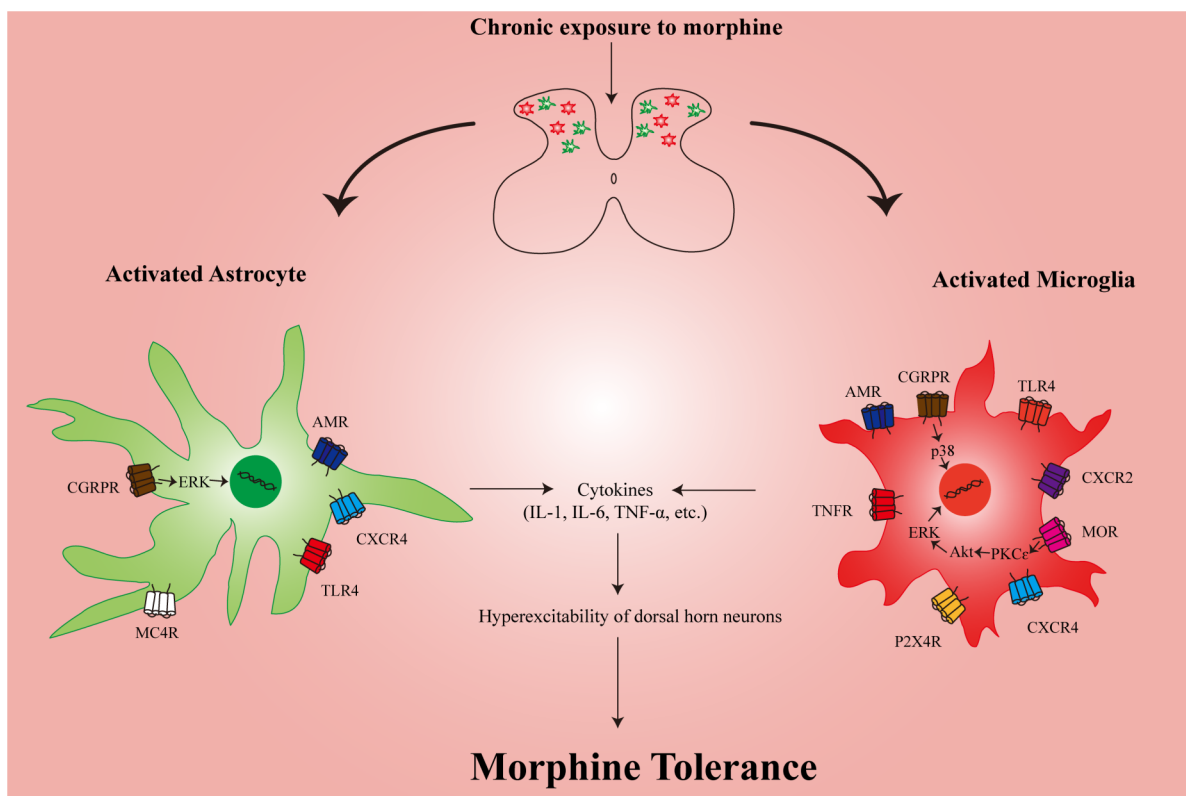 Chronic exposure to morphine
Activated Astrocyte
Activated Microglia
CGRPR
ERK
AMR
CXCR4
TLR4
MC4R
Cytokines
(IL-1, IL-6, TNF-α, etc.)
Hyperexcitability of dorsal horn neurons
Morphine Tolerance
AMR
CGRPR
TLR4
p38
CXCR2
TNFR
ERK
MOR
Akt
PKCε
CXCR4
P2X4R